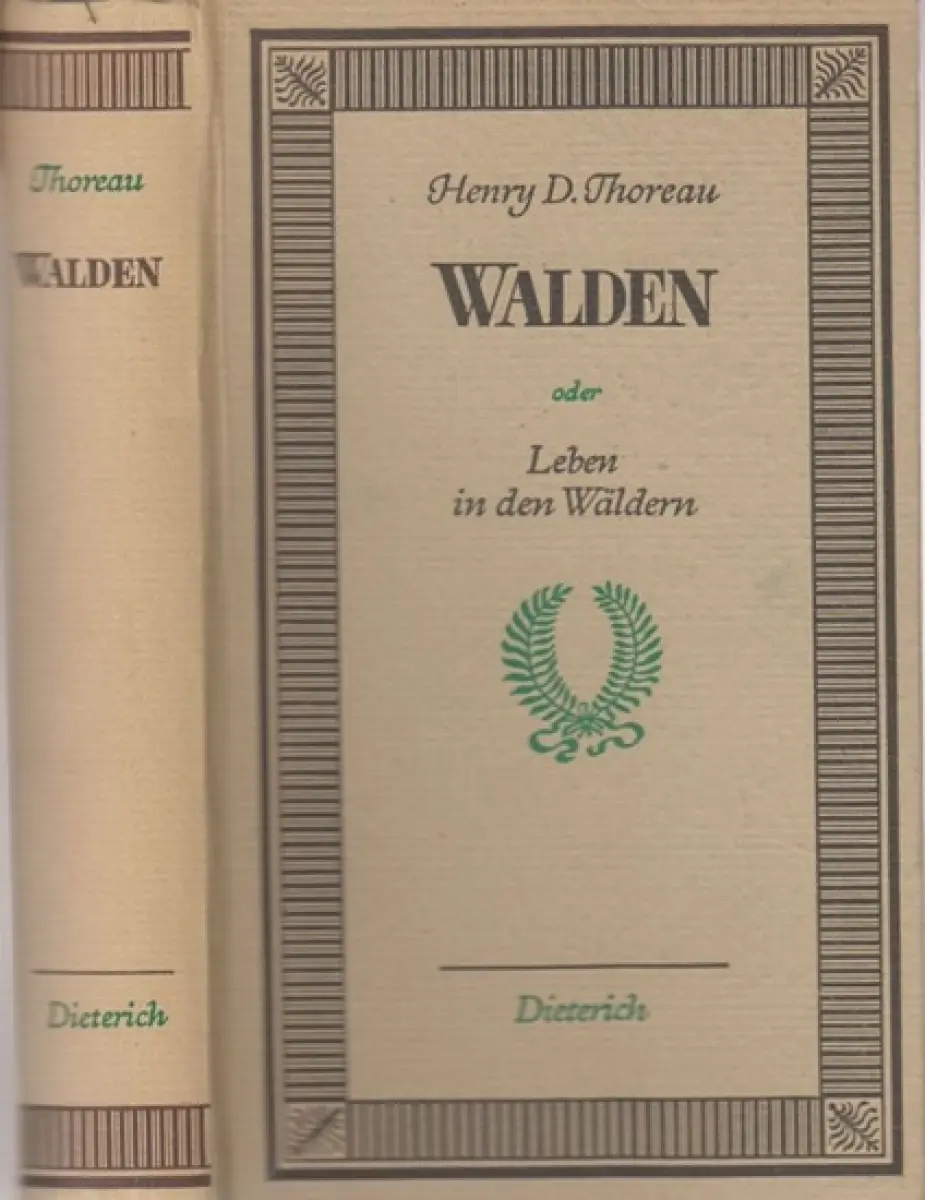 Thoreau
WALDEN
Dieterich
Henry D. Thoreau
WALDEN
oder
Leben
in den Wäldern
Dieterich